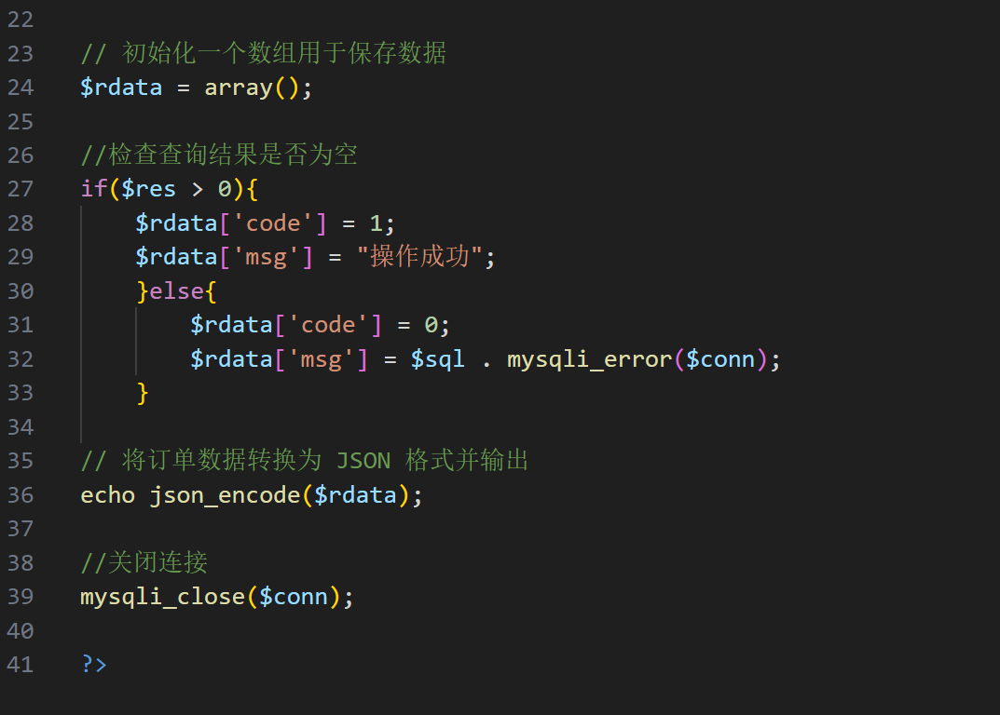 22
23 // 初始化一个数组用于保存数据
24 $rdata = array();
25
26 //检查查询结果是否为空
27 if($res > 0){
28     $rdata['code'] = 1;
29     $rdata['msg'] = "操作成功";
30     }else{
31         $rdata['code'] = 0;
32         $rdata['msg'] = $sql . mysqli_error($conn);
33     }
34
35 // 将订单数据转换为 JSON 格式并输出
36 echo json_encode($rdata);
37
38 //关闭连接
39 mysqli_close($conn);
40
41 ?>